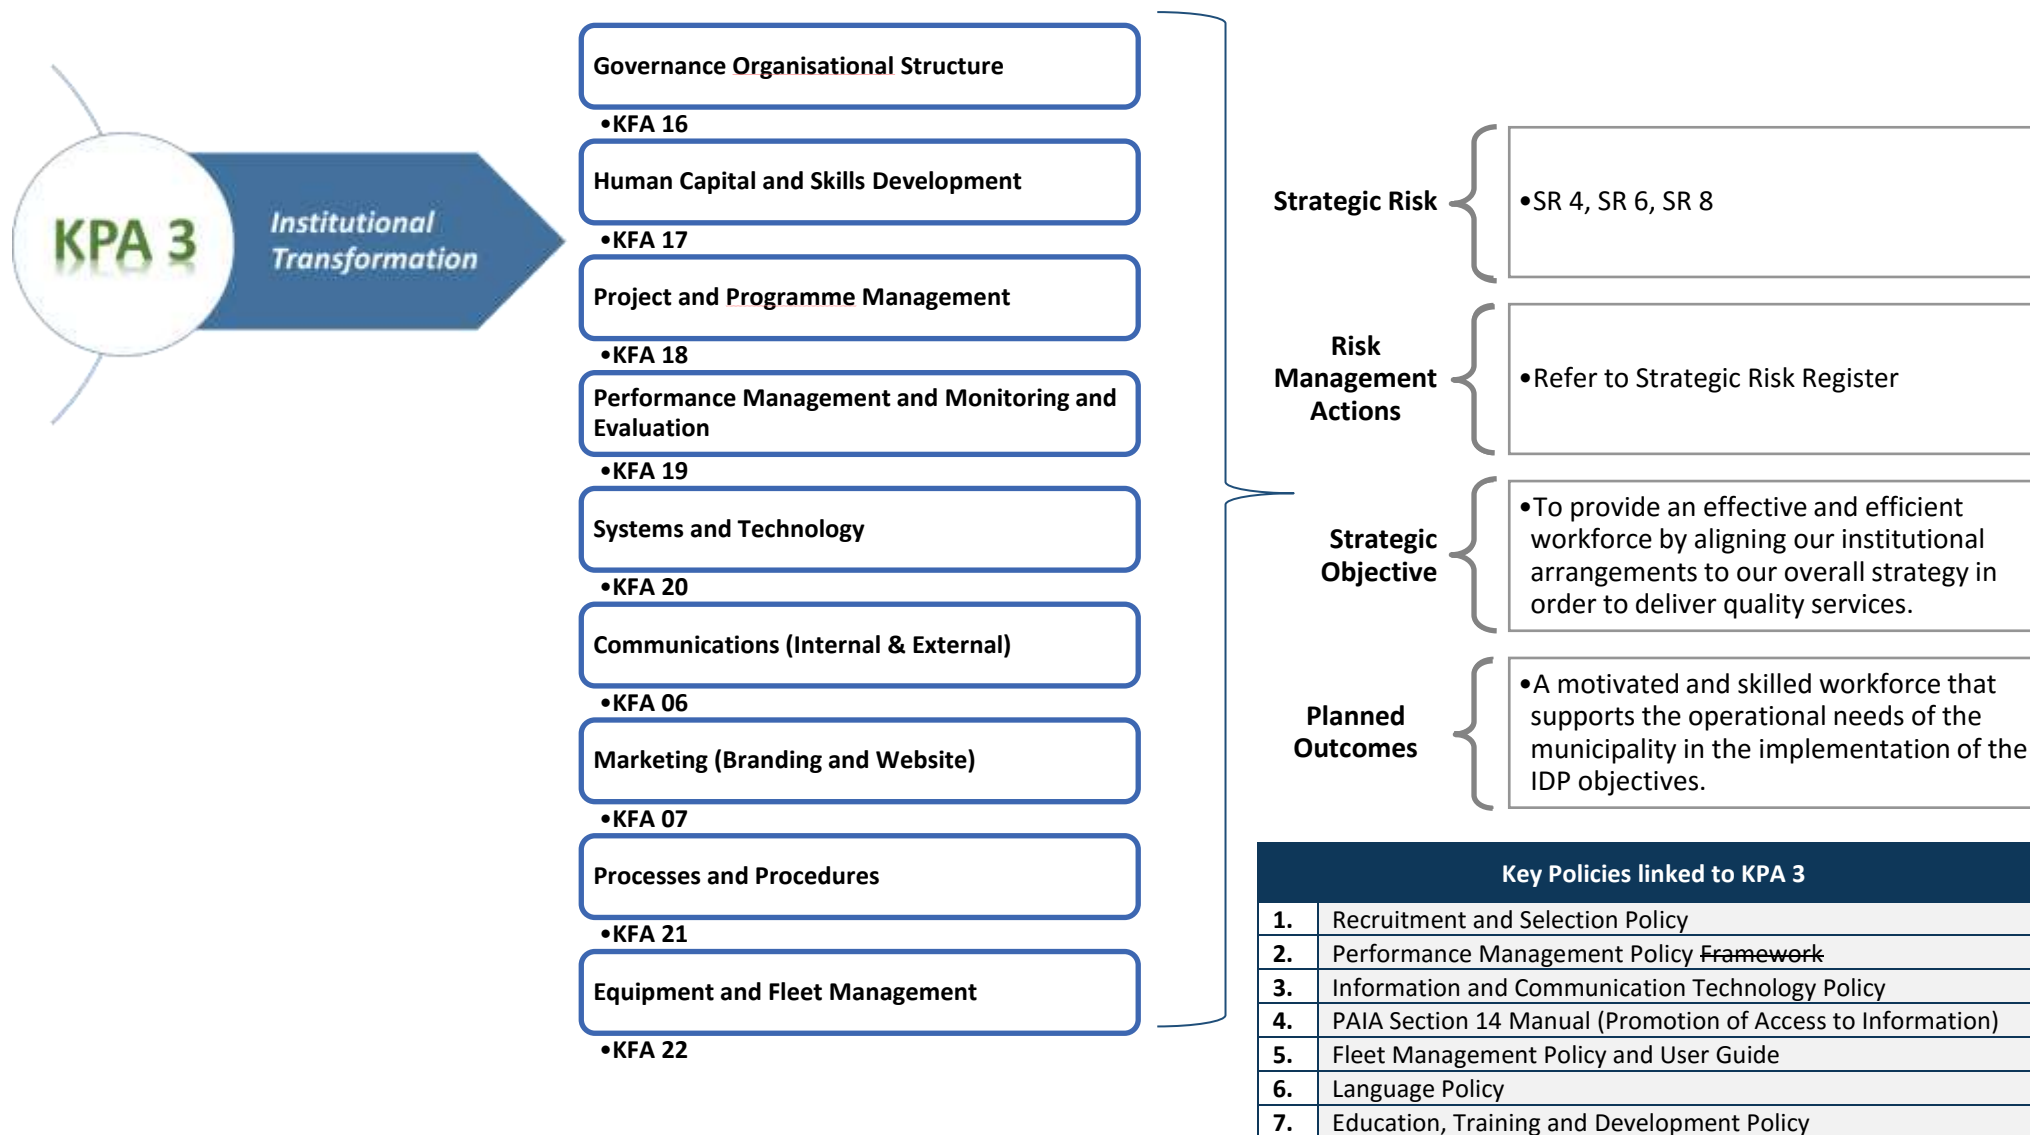 KPA 3
Institutional
Transformation
Governance Organisational Structure
•KFA 16
Human Capital and Skills Development
•KFA 17
Project and Programme Management
•KFA 18
Performance Management and Monitoring and
Evaluation
•KFA 19
Systems and Technology
•KFA 20
Communications (Internal & External)
•KFA 06
Marketing (Branding and Website)
•KFA 07
Processes and Procedures
•KFA 21
Equipment and Fleet Management
•KFA 22
Strategic Risk
•SR 4, SR 6, SR 8
Risk
Management
Actions
•Refer to Strategic Risk Register
Strategic
Objective
•To provide an effective and efficient
workforce by aligning our institutional
arrangements to our overall strategy in
order to deliver quality services.
Planned
Outcomes
•A motivated and skilled workforce that
supports the operational needs of the
municipality in the implementation of the
IDP objectives.
Key Policies linked to KPA 3
1. Recruitment and Selection Policy
2. Performance Management Policy Framework
3. Information and Communication Technology Policy
4. PAIA Section 14 Manual (Promotion of Access to Information)
5. Fleet Management Policy and User Guide
6. Language Policy
7. Education, Training and Development Policy